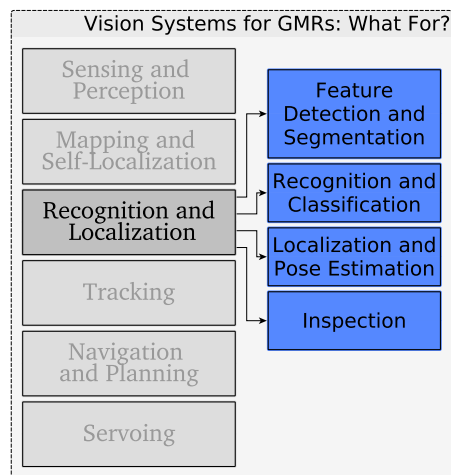 Vision Systems for GMRs: What For?
Sensing and
Perception
Mapping and
Self-Localization
Recognition and
Localization
Tracking
Navigation
and Planning
Servoing
Feature
Detection and
Segmentation
Recognition and
Classification
Localization and
Pose Estimation
Inspection